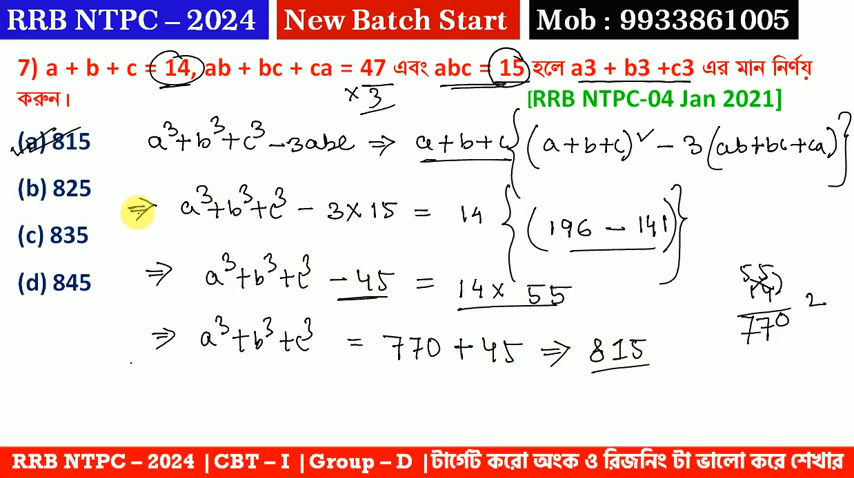 RRB NTPC – 2024 New Batch Start Mob : 9933861005
7) a + b + c = 14, ab + bc + ca = 47 এবং abc = 15 হলে a3 + b3 +c3 এর মান নির্ণয়
করুন।
× 3
[RRB NTPC-04 Jan 2021]
(a) 815
a³+b³+c³ -3abc ⇒ a+b+c {(a+b+c)² - 3(ab+bc+ca)}
(b) 825
⇒ a³+b³+c³ - 3×15 = 14 {(196 - 141)}
(c) 835
⇒ a³+b³+c³ - 45 = 14× 55
(d) 845
55
14
770
2
⇒ a³+b³+c³ = 770 + 45 ⇒ 815
RRB NTPC – 2024 |CBT – I |Group – D |টার্গেট করো অংক ও রিজনিং টা ভালো করে শেখার